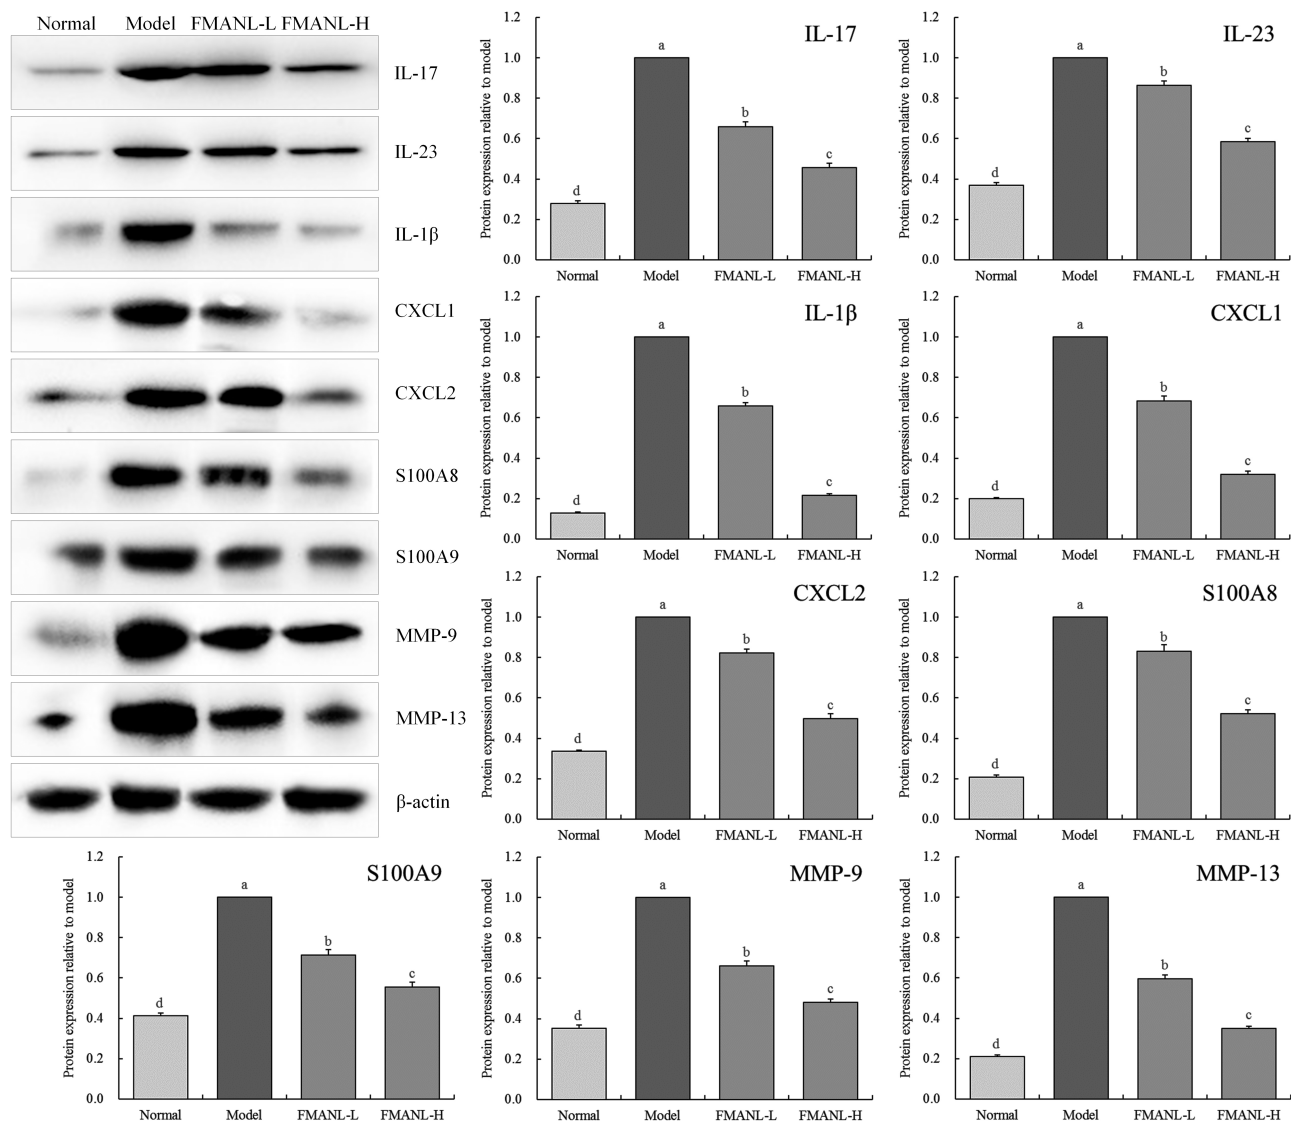 Normal Model FMANL-L FMANL-H
IL-17
IL-23
IL-1β
CXCL1
CXCL2
S100A8
S100A9
MMP-9
MMP-13
β-actin
IL-17
Protein expression relative to model
1.2
1.0
0.8
0.6
0.4
0.2
0.0
d
a
b
c
Normal Model FMANL-L FMANL-H
IL-23
Protein expression relative to model
1.2
1.0
0.8
0.6
0.4
0.2
0.0
d
a
b
c
Normal Model FMANL-L FMANL-H
IL-1β
Protein expression relative to model
1.2
1.0
0.8
0.6
0.4
0.2
0.0
d
a
b
c
Normal Model FMANL-L FMANL-H
CXCL1
Protein expression relative to model
1.2
1.0
0.8
0.6
0.4
0.2
0.0
d
a
b
c
Normal Model FMANL-L FMANL-H
CXCL2
Protein expression relative to model
1.2
1.0
0.8
0.6
0.4
0.2
0.0
d
a
b
c
Normal Model FMANL-L FMANL-H
S100A8
Protein expression relative to model
1.2
1.0
0.8
0.6
0.4
0.2
0.0
d
a
b
c
Normal Model FMANL-L FMANL-H
S100A9
Protein expression relative to model
1.2
1.0
0.8
0.6
0.4
0.2
0.0
d
a
b
c
Normal Model FMANL-L FMANL-H
MMP-9
Protein expression relative to model
1.2
1.0
0.8
0.6
0.4
0.2
0.0
d
a
b
c
Normal Model FMANL-L FMANL-H
MMP-13
Protein expression relative to model
1.2
1.0
0.8
0.6
0.4
0.2
0.0
d
a
b
c
Normal Model FMANL-L FMANL-H